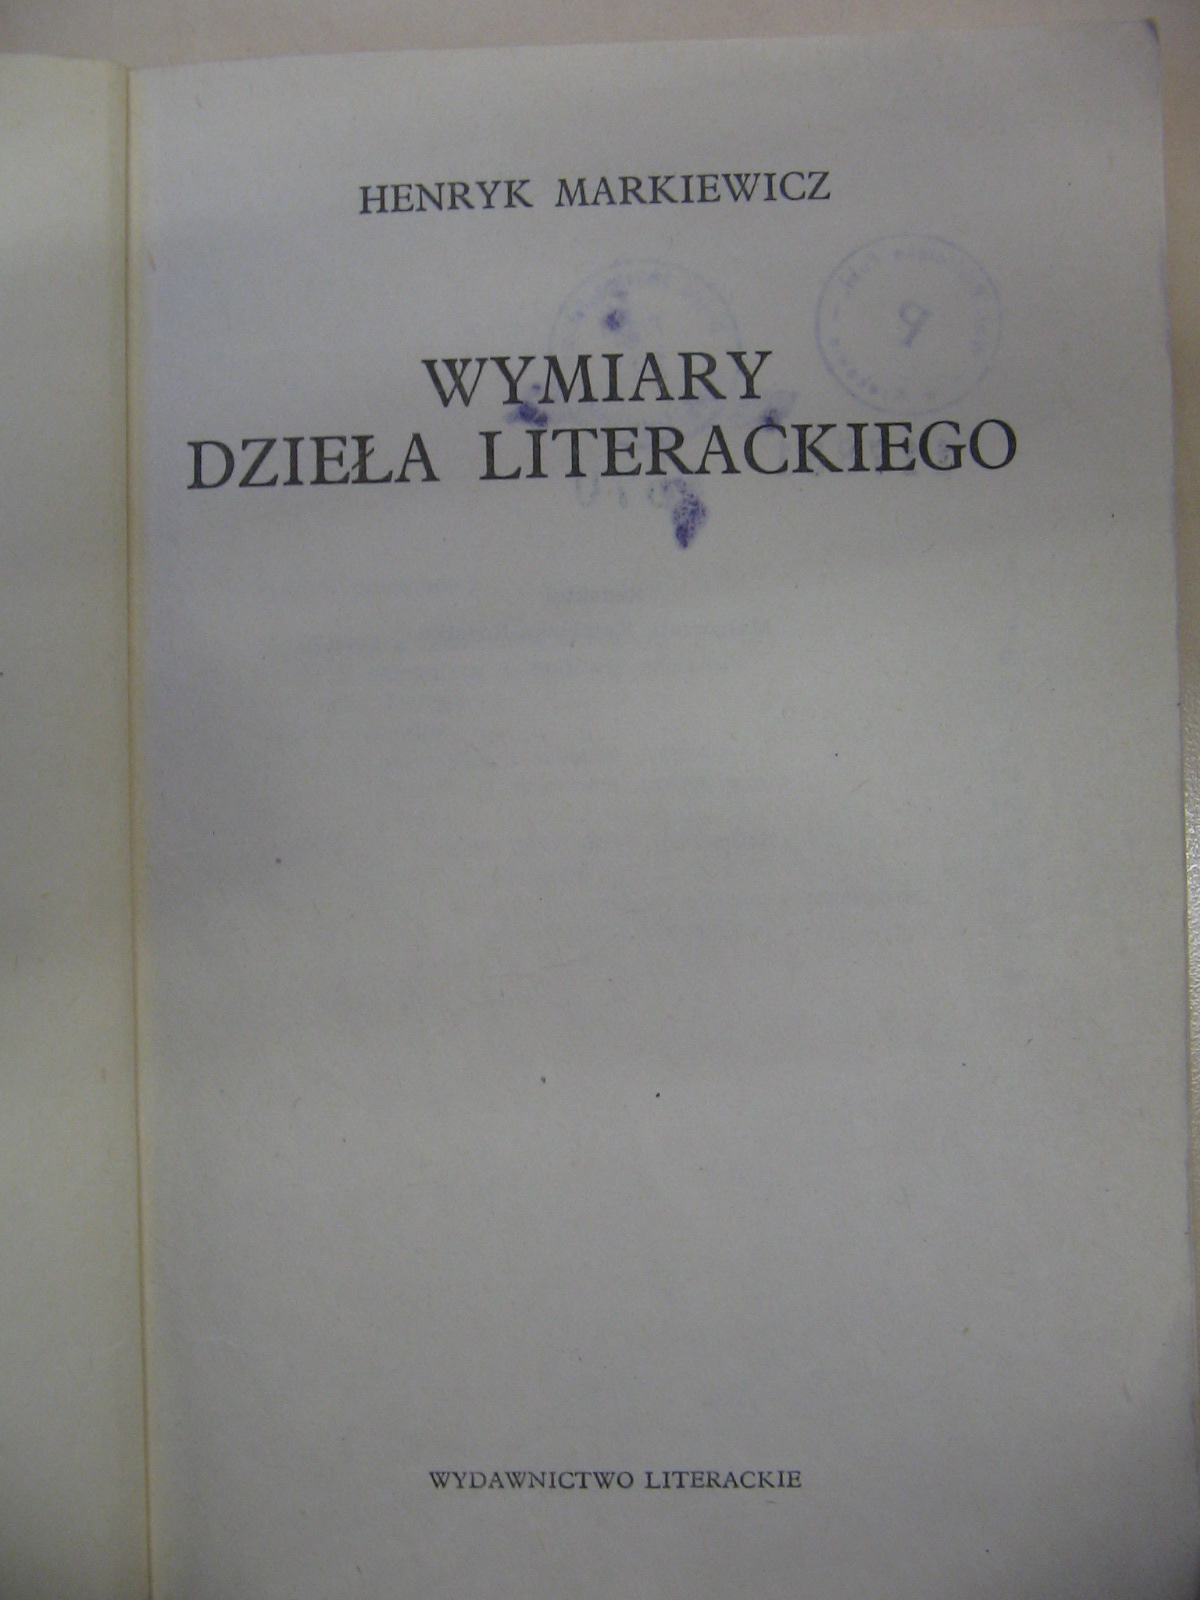 HENRYK MARKIEWICZ
WYMIARY
DZIEŁA LITERACKIEGO
WYDAWNICTWO LITERACKIE